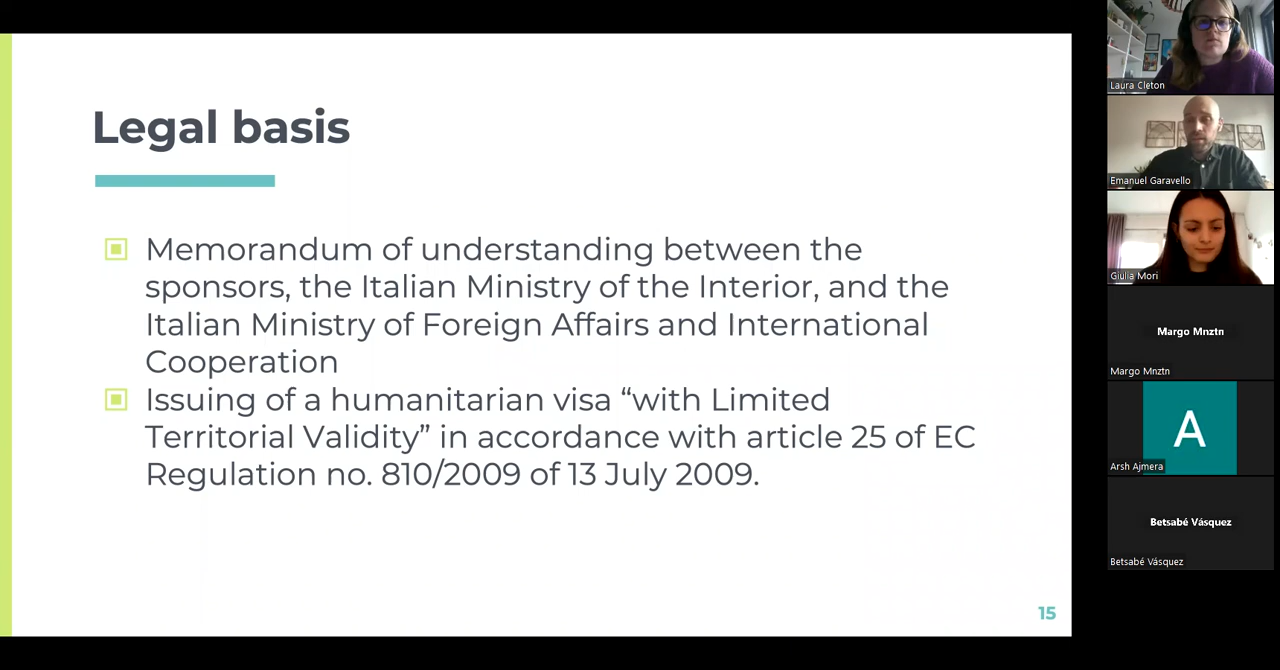 Legal basis
Memorandum of understanding between the
sponsors, the Italian Ministry of the Interior, and the
Italian Ministry of Foreign Affairs and International
Cooperation
Issuing of a humanitarian visa “with Limited
Territorial Validity” in accordance with article 25 of EC
Regulation no. 810/2009 of 13 July 2009.
15
Laura Cleton
Emanuel Garavello
Giulia Mori
Margo Mnztn
Margo Mnztn
A
Arsh Ajmera
Betsabé Vásquez
Betsabé Vásquez